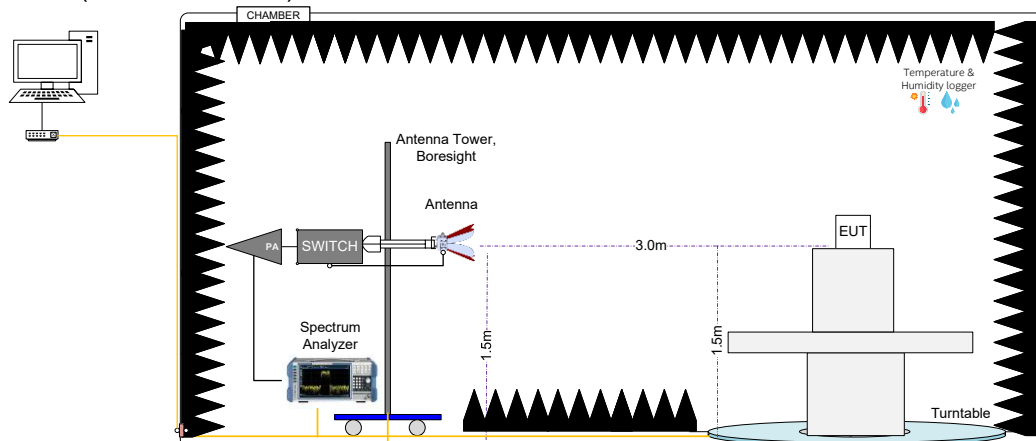 CHAMBER
Temperature &
Humidity logger
Antenna Tower,
Boresight
Antenna
PA
SWITCH
3.0m
EUT
1.5m
1.5m
Spectrum
Analyzer
Turntable